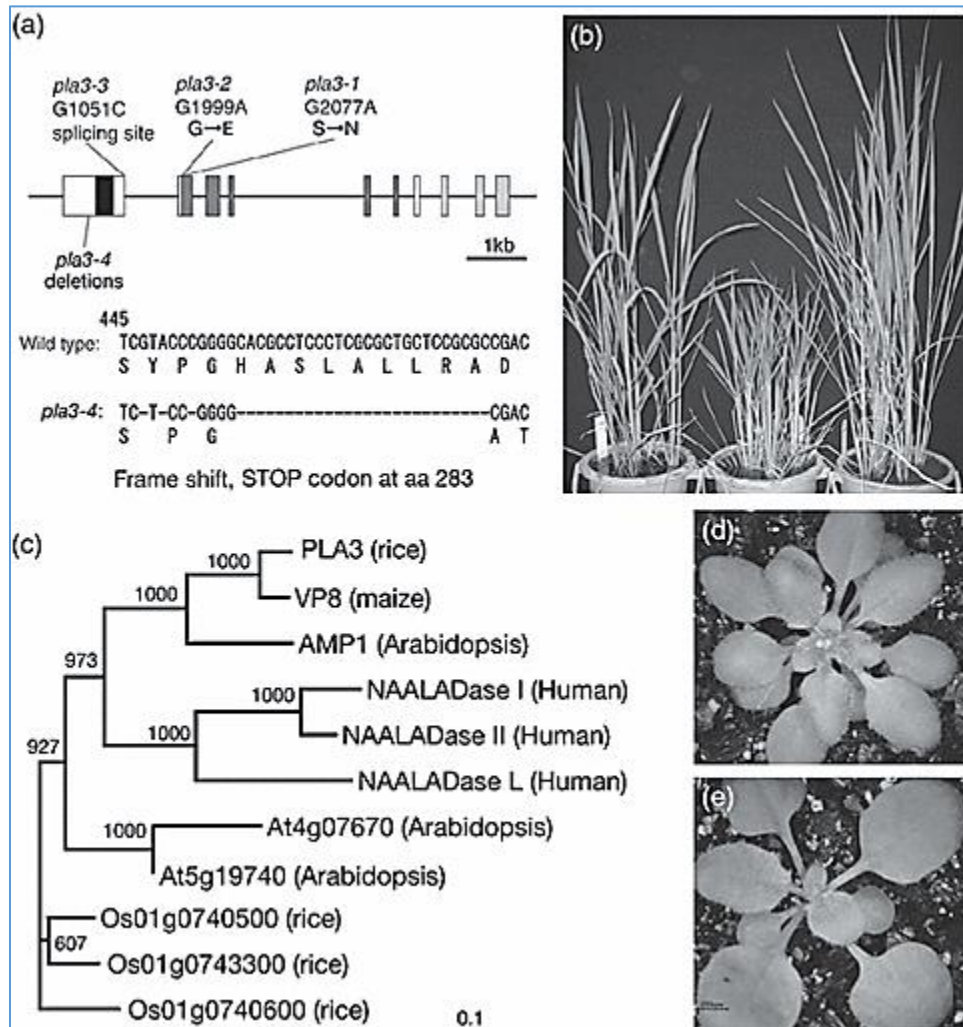 (a)
pla3-3
G1051C
splicing site
pla3-2
G1999A
G→E
pla3-1
G2077A
S→N
pla3-4
deletions
1kb
445
Wild type: TCGTACCCGGGGCACGCCTCCCTCGCGCTGCTCCGCGCCGAC
S Y P G H A S L A L L R A D
pla3-4: TC-T-CC-GGGG-------------------------CGAC
S P G A T
Frame shift, STOP codon at aa 283
(b)
(c)
1000
PLA3 (rice)
1000
VP8 (maize)
AMP1 (Arabidopsis)
973
1000
NAALADase I (Human)
1000
NAALADase II (Human)
NAALADase L (Human)
927
1000
At4g07670 (Arabidopsis)
At5g19740 (Arabidopsis)
Os01g0740500 (rice)
607
Os01g0743300 (rice)
Os01g0740600 (rice)
0.1
(d)
(e)